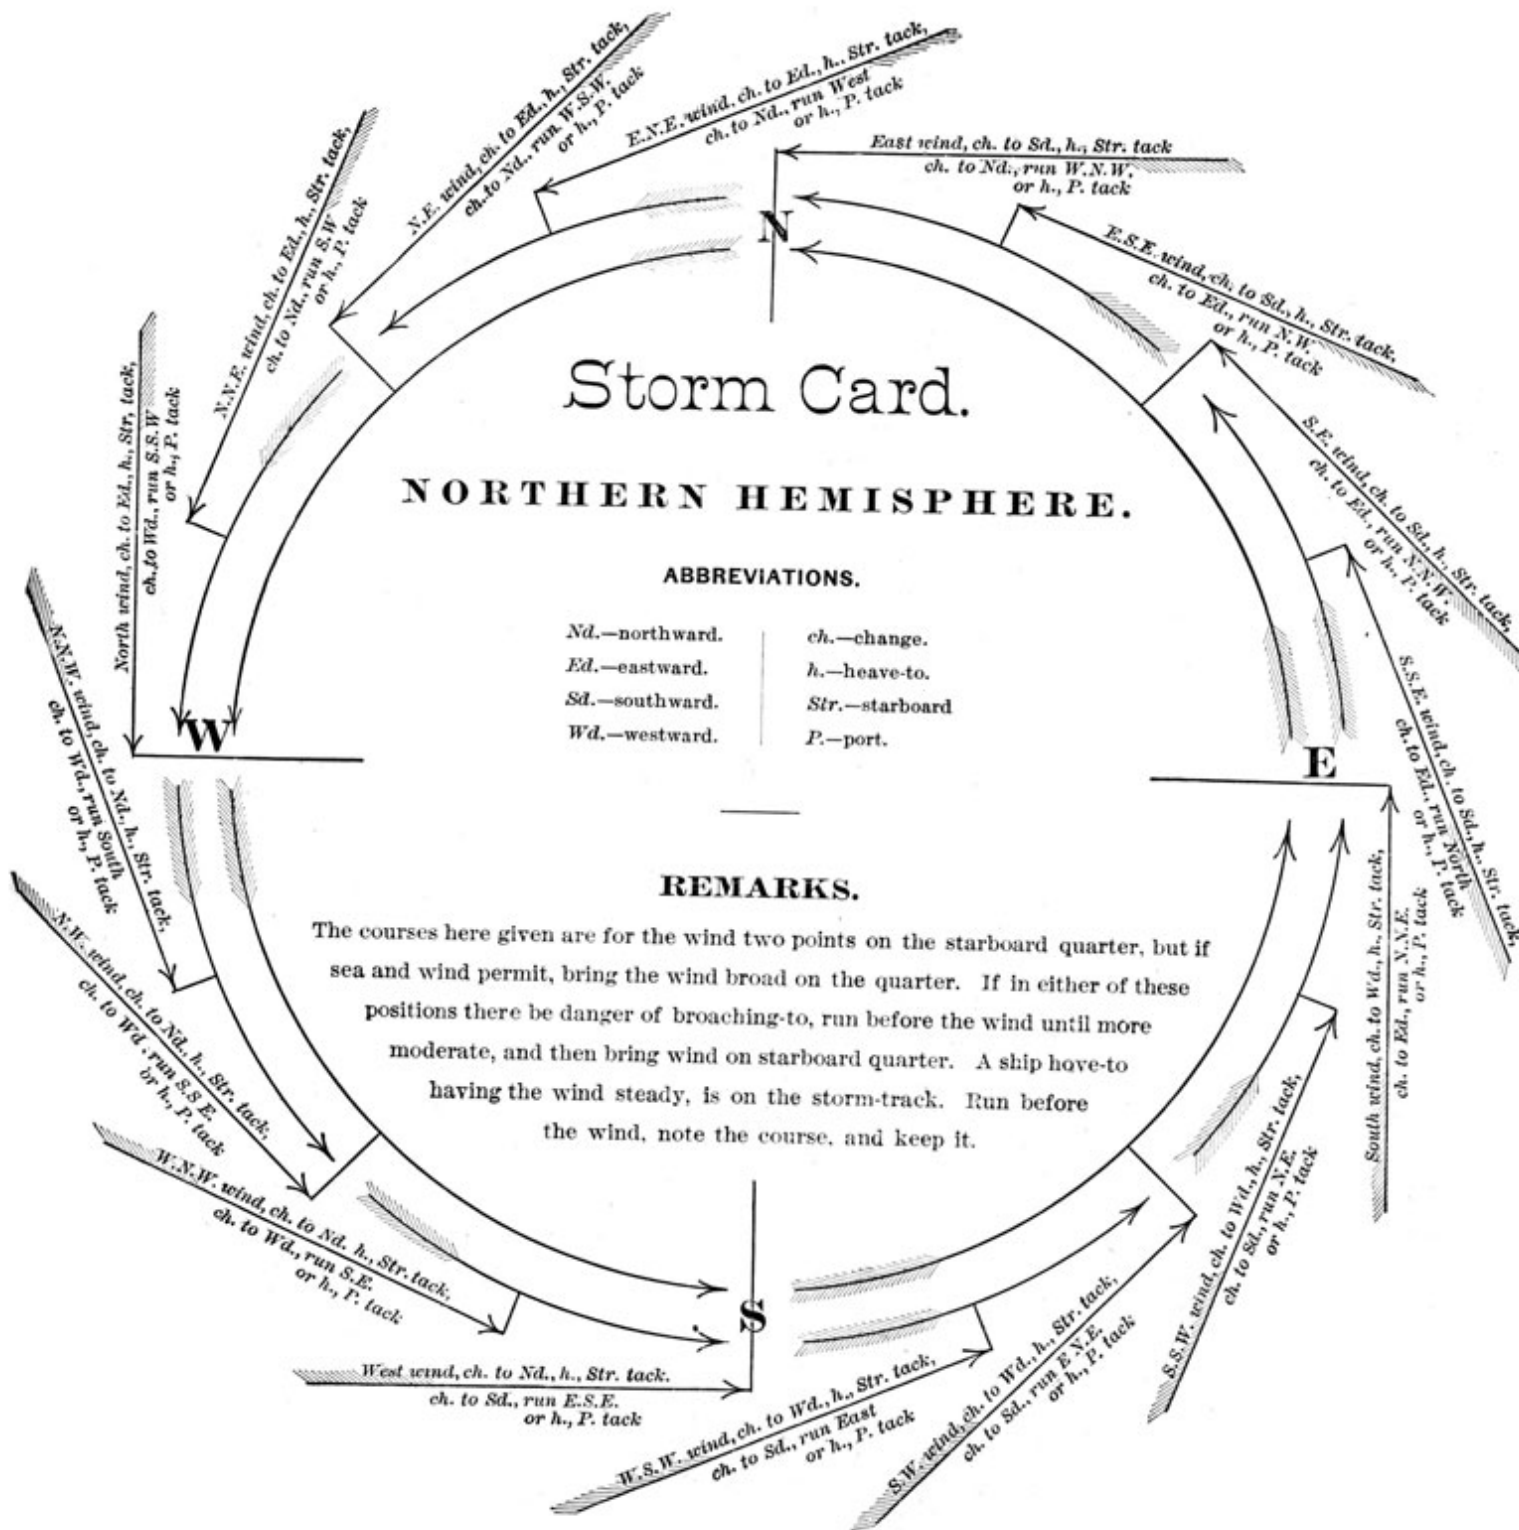 N.E. wind, ch. to Ed., h., Str. tack,
ch. to Nd., run W.S.W.
or h., P. tack
E.N.E. wind, ch. to Ed., h., Str. tack,
ch. to Nd., run West
or h., P. tack
East wind, ch. to Sd., h., Str. tack
ch. to Nd., run W.N.W.
or h., P. tack
E.S.E. wind, ch. to Sd., h., Str. tack,
ch. to Ed., run N.W.
or h., P. tack
N.N.E. wind, ch. to Ed., h., Str. tack,
ch. to Nd., run S.W
or h., P. tack
N
Storm Card.
NORTHERN HEMISPHERE.
S.E. wind, ch. to Sd., h., Str. tack,
ch. to Ed., run N.N.W.
or h., P. tack
North wind, ch. to Ed., h., Str. tack,
ch. to Wd., run S.S.W
or h., P. tack
ABBREVIATIONS.
Nd.—northward.
Ed.—eastward.
Sd.—southward.
Wd.—westward.
ch.—change.
h.—heave-to.
Str.—starboard
P.—port.
W
E
S.S.E. wind, ch. to Sd., h., Str. tack,
ch. to Ed., run North
or h., P. tack
N.N.W. wind, ch. to Nd., h., Str. tack,
ch. to Wd., run South
or h., P. tack
REMARKS.
The courses here given are for the wind two points on the starboard quarter, but if
sea and wind permit, bring the wind broad on the quarter. If in either of these
positions there be danger of broaching-to, run before the wind until more
moderate, and then bring wind on starboard quarter. A ship hove-to
having the wind steady, is on the storm-track. Run before
the wind, note the course, and keep it.
South wind, ch. to Wd., h., Str. tack,
ch. to Ed., run N.N.E.
or h., P. tack
N.W. wind, ch. to Nd., h., Str. tack,
ch. to Wd., run S.S E.
or h., P. tack
S.S.W. wind, ch. to Wd., h., Str. tack,
ch. to Sd., run N.E.
or h., P. tack
W.N.W. wind, ch. to Nd. h., Str. tack,
ch. to Wd., run S.E.
or h., P. tack
S
West wind, ch. to Nd., h., Str. tack.
ch. to Sd., run E.S.E.
or h., P. tack
W.S.W. wind, ch. to Wd., h., Str. tack,
ch. to Sd., run East
or h., P. tack
S.W. wind, ch. to Wd., h., Str. tack,
ch. to Sd., run E N.E.
or h., P. tack